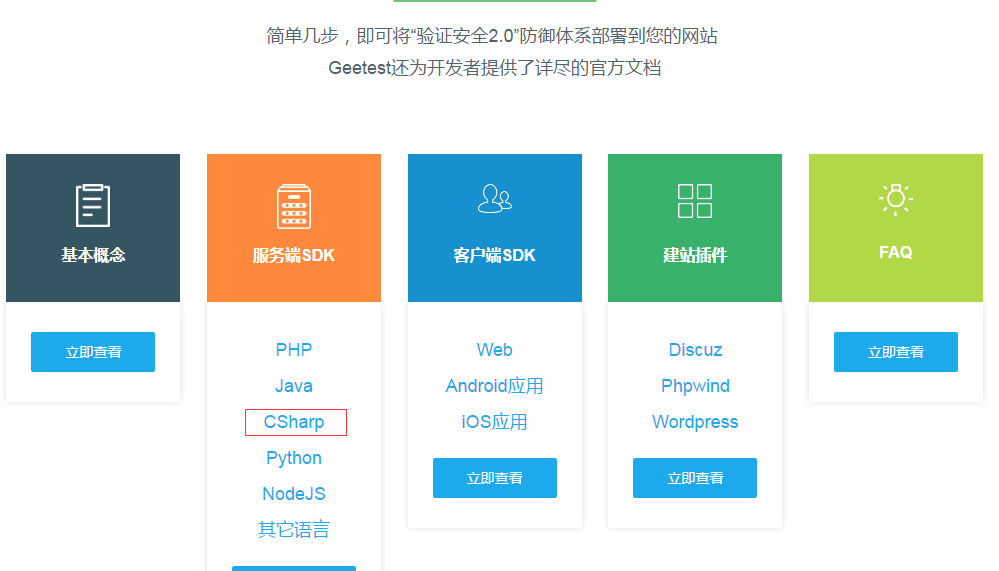 简单几步，即可将“验证安全2.0”防御体系部署到您的网站
Geetest还为开发者提供了详尽的官方文档
基本概念
立即查看
服务端SDK
PHP
Java
CSharp
Python
NodeJS
其它语言
客户端SDK
Web
Android应用
iOS应用
立即查看
建站插件
Discuz
Phpwind
Wordpress
立即查看
FAQ
立即查看